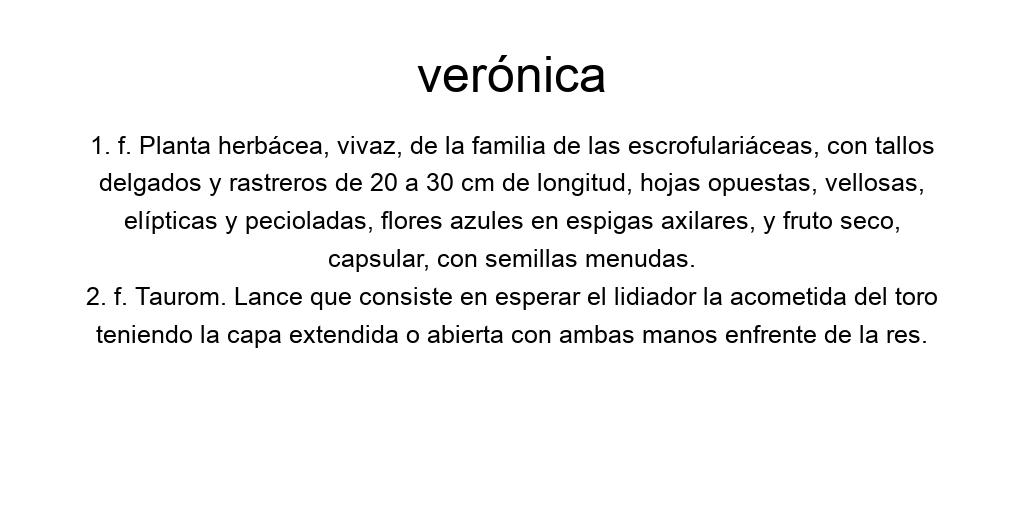 verónica
1. f. Planta herbácea, vivaz, de la familia de las escrofulariáceas, con tallos
delgados y rastreros de 20 a 30 cm de longitud, hojas opuestas, vellosas,
elípticas y pecioladas, flores azules en espigas axilares, y fruto seco,
capsular, con semillas menudas.
2. f. Taurom. Lance que consiste en esperar el lidiador la acometida del toro
teniendo la capa extendida o abierta con ambas manos enfrente de la res.